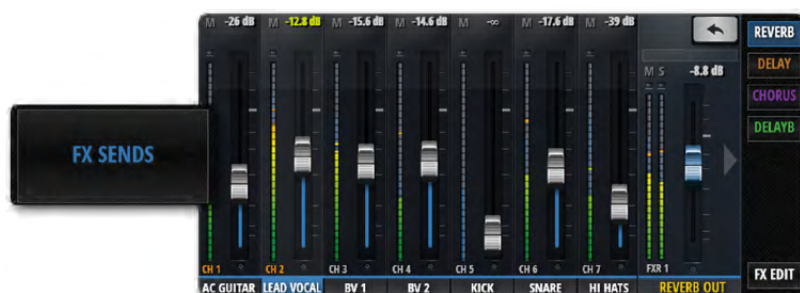 M -26 dB M -12.8 dB M -15.6 dB M -14.6 dB M -∞ M -17.6 dB M -39 dB
REVERB
M S -8.8 dB
DELAY
CHORUS
DELAYB
FX SENDS
CH 1 CH 2 CH 3 CH 4 CH 5 CH 6 CH 7 FXR 1
FX EDIT
AC GUITAR LEAD VOCAL BV 1 BV 2 KICK SNARE HI HATS REVERB OUT